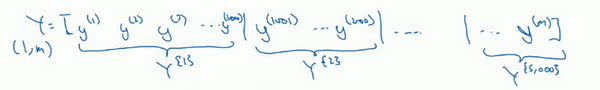 Y = [y^(1) y^(2) y^(3) ... y^(1000) | y^(1001) ... y^(2000) | .... | ... y^(m)]
(1,m) Y^{1} Y^{2} Y^{5,000}